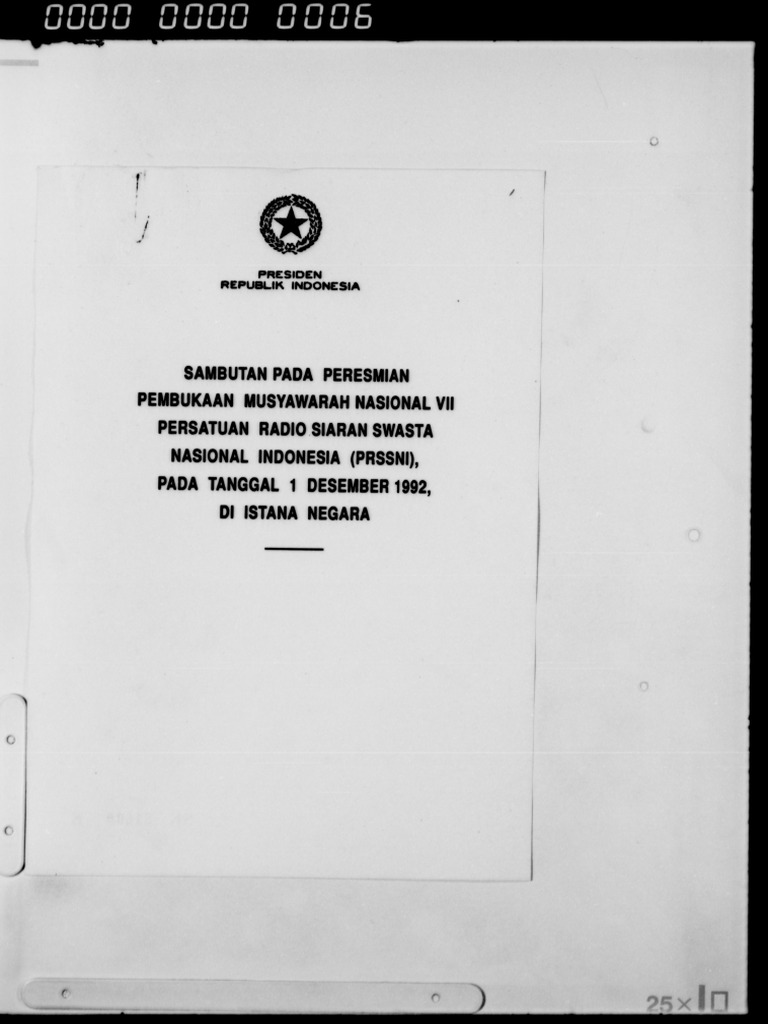 0000 0000 0006
PRESIDEN
REPUBLIK INDONESIA
SAMBUTAN PADA PERESMIAN
PEMBUKAAN MUSYAWARAH NASIONAL VII
PERSATUAN RADIO SIARAN SWASTA
NASIONAL INDONESIA (PRSSNI),
PADA TANGGAL 1 DESEMBER 1992,
DI ISTANA NEGARA
25×